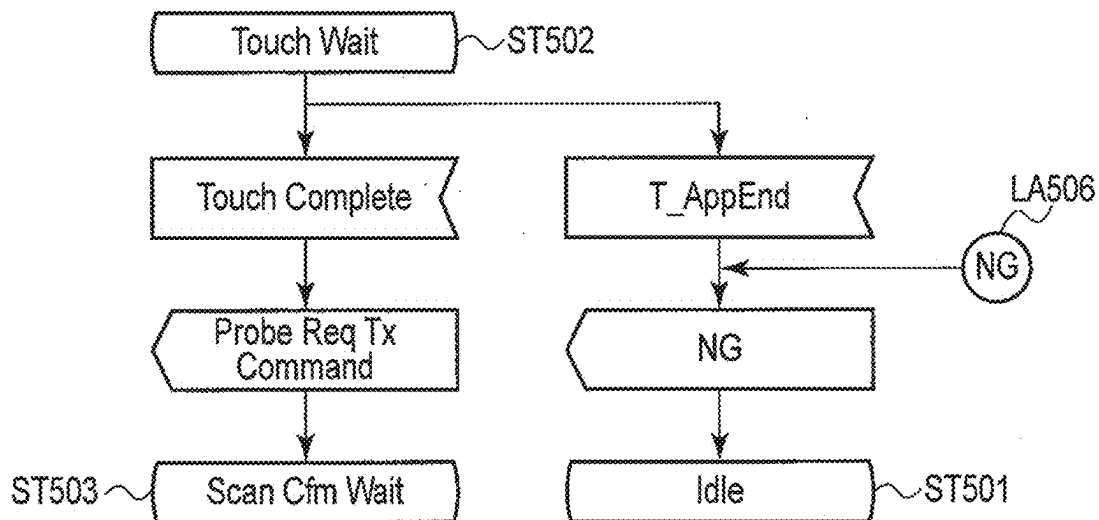 Touch Wait
ST502
Touch Complete
T_AppEnd
LA506
NG
Probe Req Tx
Command
NG
ST503
Scan Cfm Wait
Idle
ST501